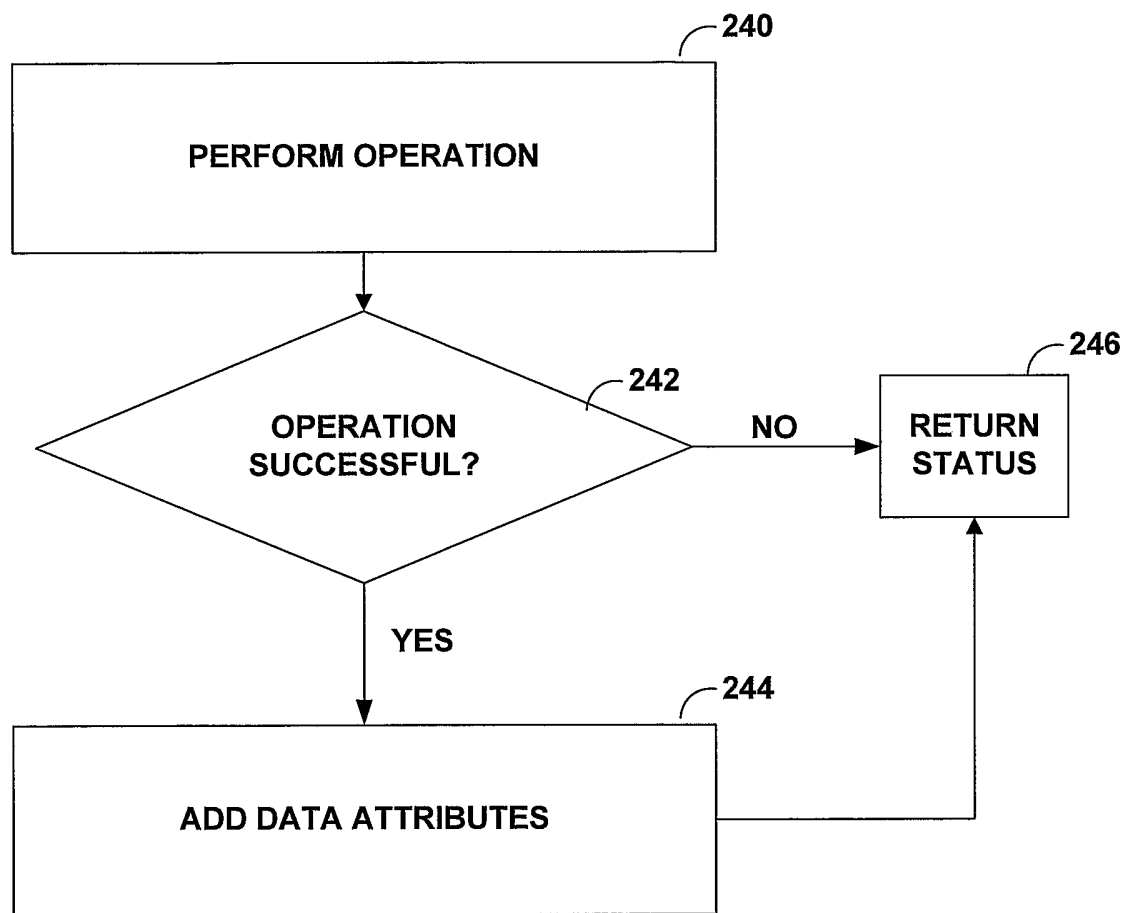 240
PERFORM OPERATION
242
OPERATION
SUCCESSFUL?
NO
246
RETURN
STATUS
YES
244
ADD DATA ATTRIBUTES